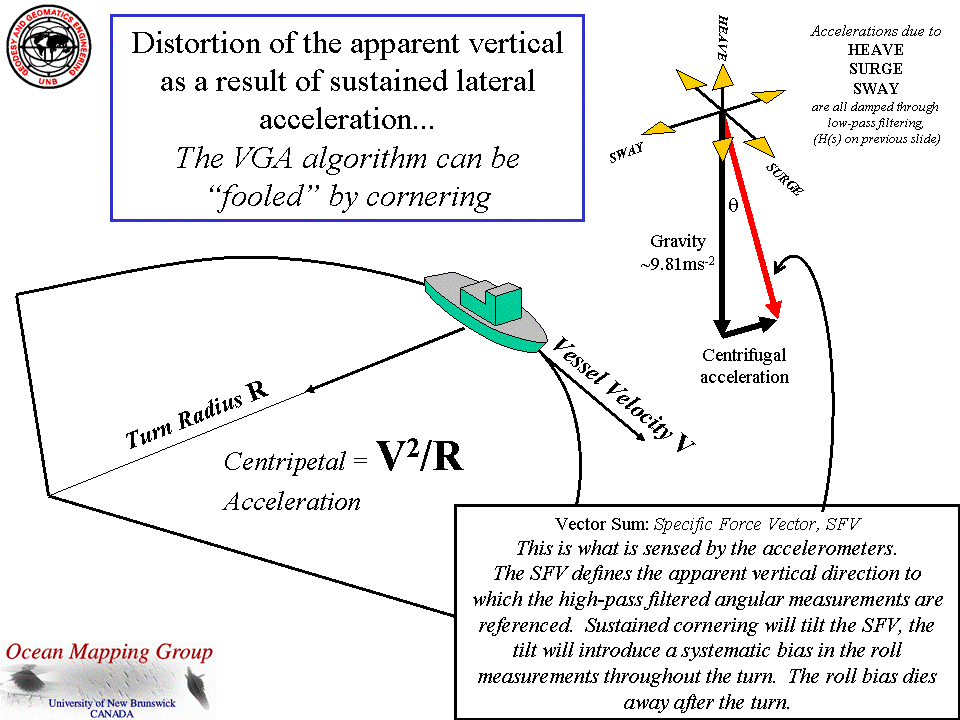 GEODESY AND GEOMATICS ENGINEERING
UNB
Distortion of the apparent vertical
as a result of sustained lateral
acceleration...
The VGA algorithm can be
“fooled” by cornering
HEAVE
SWAY
SURGE
θ
Gravity
~9.81ms-2
Centrifugal
acceleration
Accelerations due to
HEAVE
SURGE
SWAY
are all damped through
low-pass filtering,
(H(s) on previous slide)
Vessel Velocity V
Turn Radius R
Centripetal = V²/R
Acceleration
Vector Sum: Specific Force Vector, SFV
This is what is sensed by the accelerometers.
The SFV defines the apparent vertical direction to
which the high-pass filtered angular measurements are
referenced. Sustained cornering will tilt the SFV, the
tilt will introduce a systematic bias in the roll
measurements throughout the turn. The roll bias dies
away after the turn.
Ocean Mapping Group
University of New Brunswick
CANADA